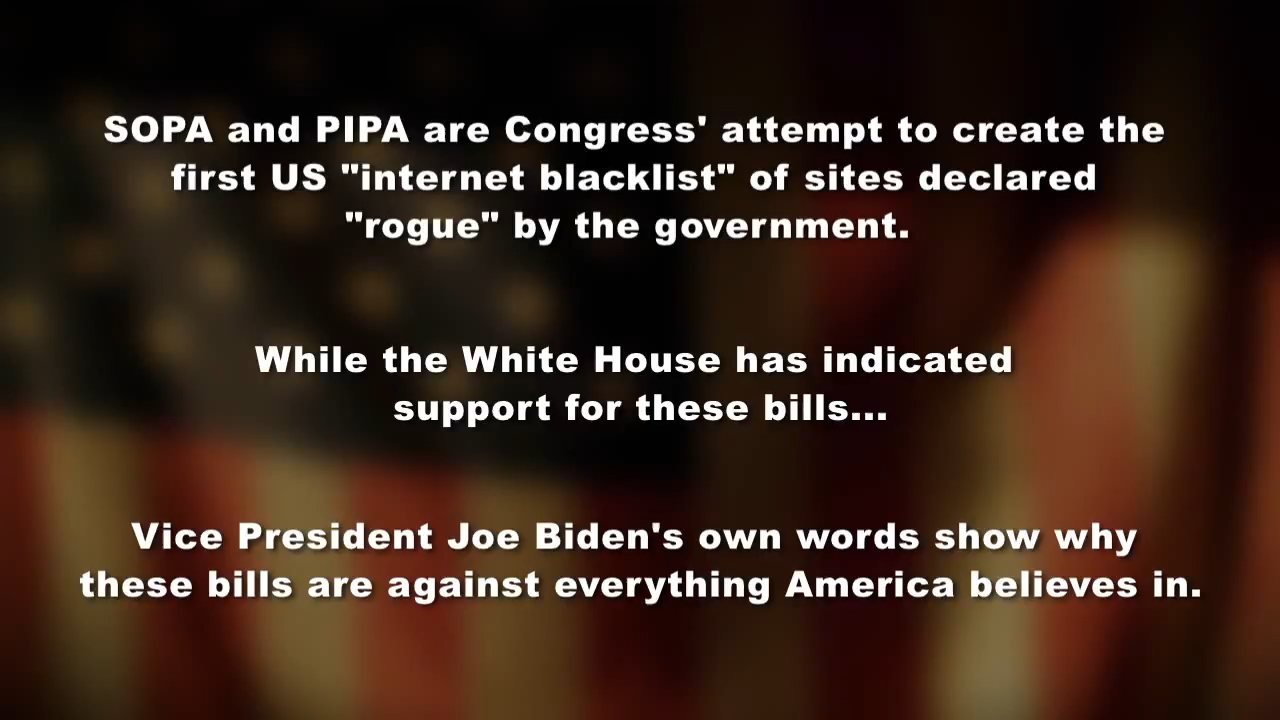 SOPA and PIPA are Congress' attempt to create the
first US "internet blacklist" of sites declared
"rogue" by the government.
While the White House has indicated
support for these bills...
Vice President Joe Biden's own words show why
these bills are against everything America believes in.